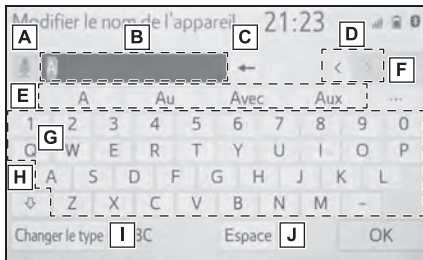 Modifier le nom de l'appareil 21:23
A B C D
A ← < >
F
E A Au Avec Aux ...
1 2 3 4 5 6 7 8 9 0
G
Q W E R T Y U I O P
H A S D F G H J K L
Z X C V B N M -
Changer le type I BC Espace J OK